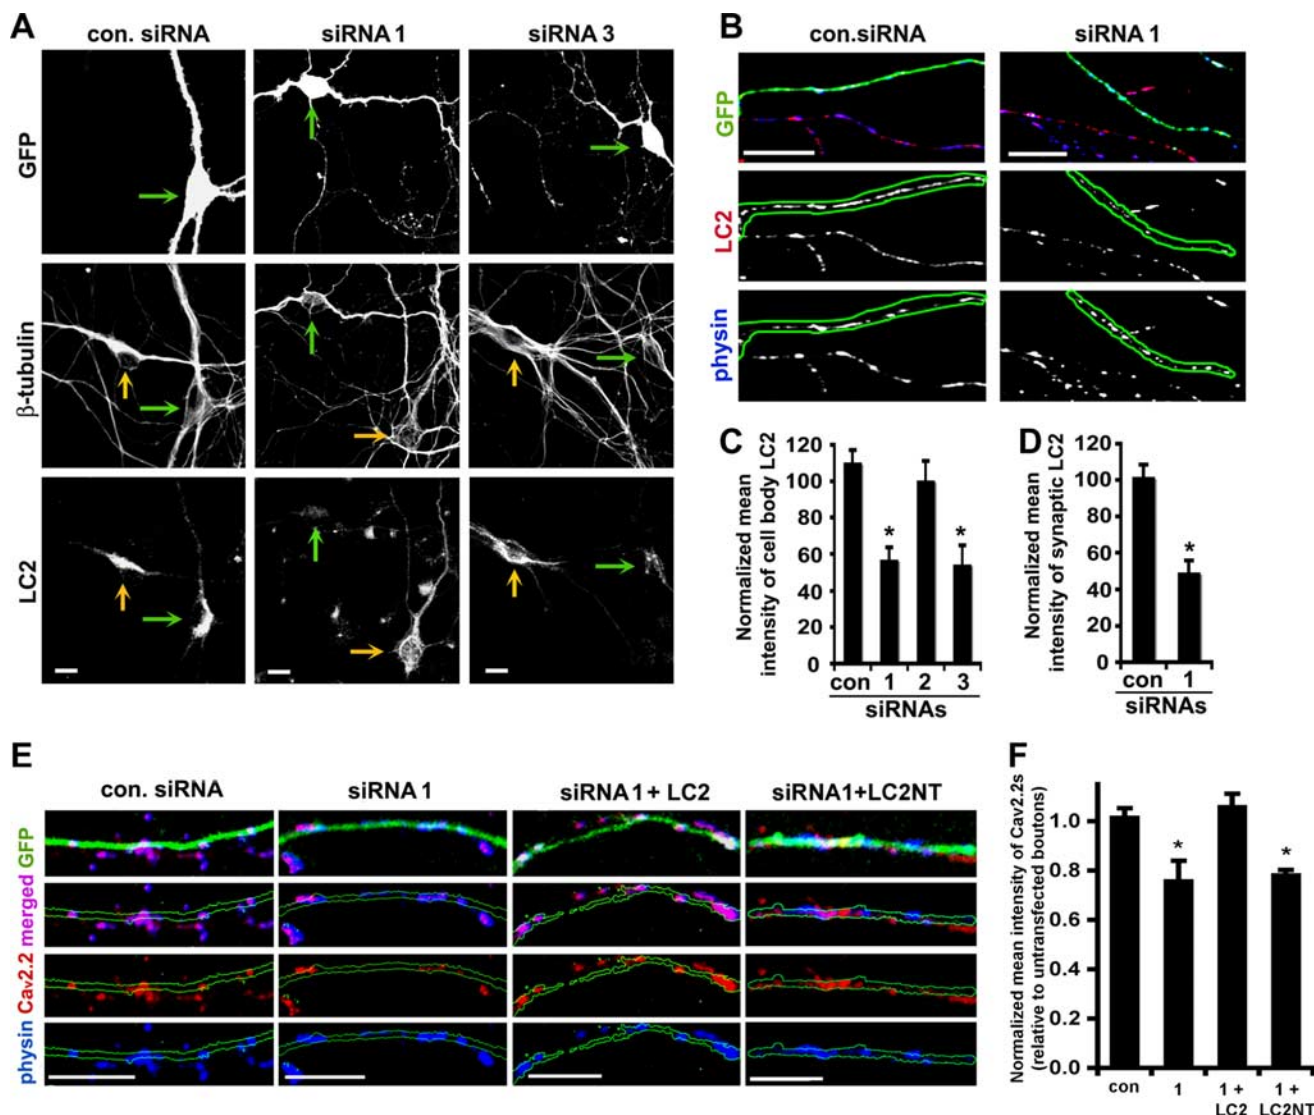 A
con. siRNA siRNA 1 siRNA 3
GFP
β-tubulin
LC2
B
con.siRNA siRNA 1
GFP
LC2
physin
C
Normalized mean
intensity of cell body LC2
120
100
80
60
40
20
0
* *
con 1 2 3
siRNAs
D
Normalized mean
intensity of synaptic LC2
120
100
80
60
40
20
0
*
con 1
siRNAs
E
con. siRNA siRNA 1 siRNA 1 + LC2 siRNA1+LC2NT
physin Cav2.2 merged GFP
F
Normalized mean intensity of Cav2.2s
(relative to untransfected boutons)
1.0
0.8
0.6
0.4
0.2
0.0
* *
con 1 1 + 1 +
LC2 LC2NT